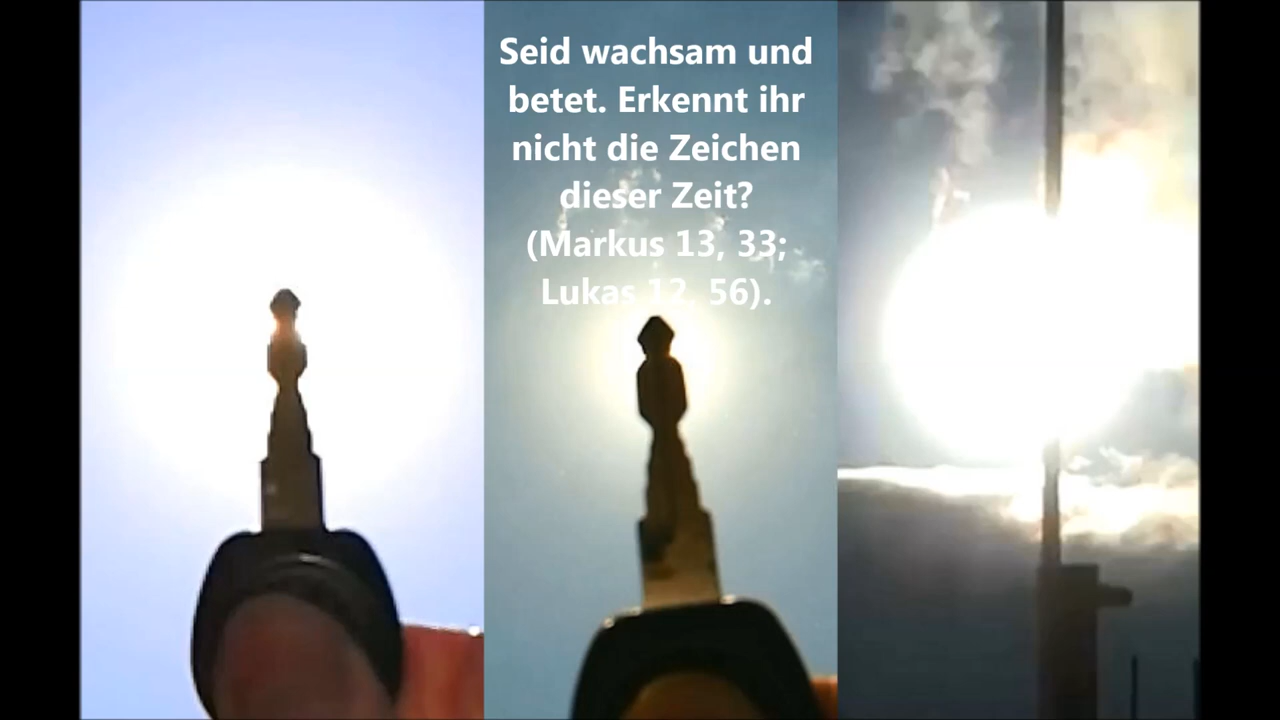 Seid wachsam und
betet. Erkennt ihr
nicht die Zeichen
dieser Zeit?
(Markus 13, 33;
Lukas 12, 56).